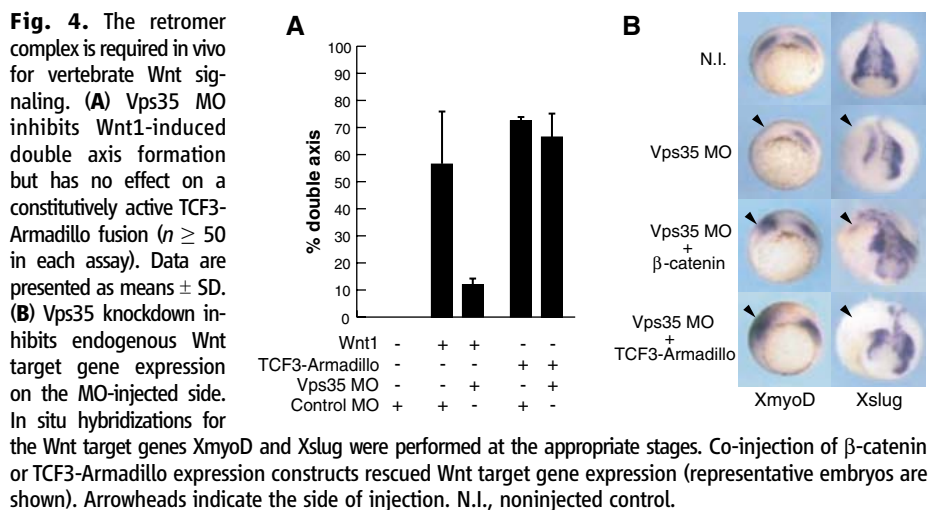 Fig. 4. The retromer
complex is required in vivo
for vertebrate Wnt sig-
naling. (A) Vps35 MO
inhibits Wnt1-induced
double axis formation
but has no effect on a
constitutively active TCF3-
Armadillo fusion (n ≥ 50
in each assay). Data are
presented as means ± SD.
(B) Vps35 knockdown in-
hibits endogenous Wnt
target gene expression
on the MO-injected side.
In situ hybridizations for
the Wnt target genes XmyoD and Xslug were performed at the appropriate stages. Co-injection of β-catenin
or TCF3-Armadillo expression constructs rescued Wnt target gene expression (representative embryos are
shown). Arrowheads indicate the side of injection. N.I., noninjected control.
A
% double axis
100
90
80
70
60
50
40
30
20
10
0
Wnt1 - + + - -
TCF3-Armadillo - - - + +
Vps35 MO - - + - +
Control MO + + - + -
B
N.I.
Vps35 MO
Vps35 MO
+
β-catenin
Vps35 MO
+
TCF3-Armadillo
XmyoD Xslug